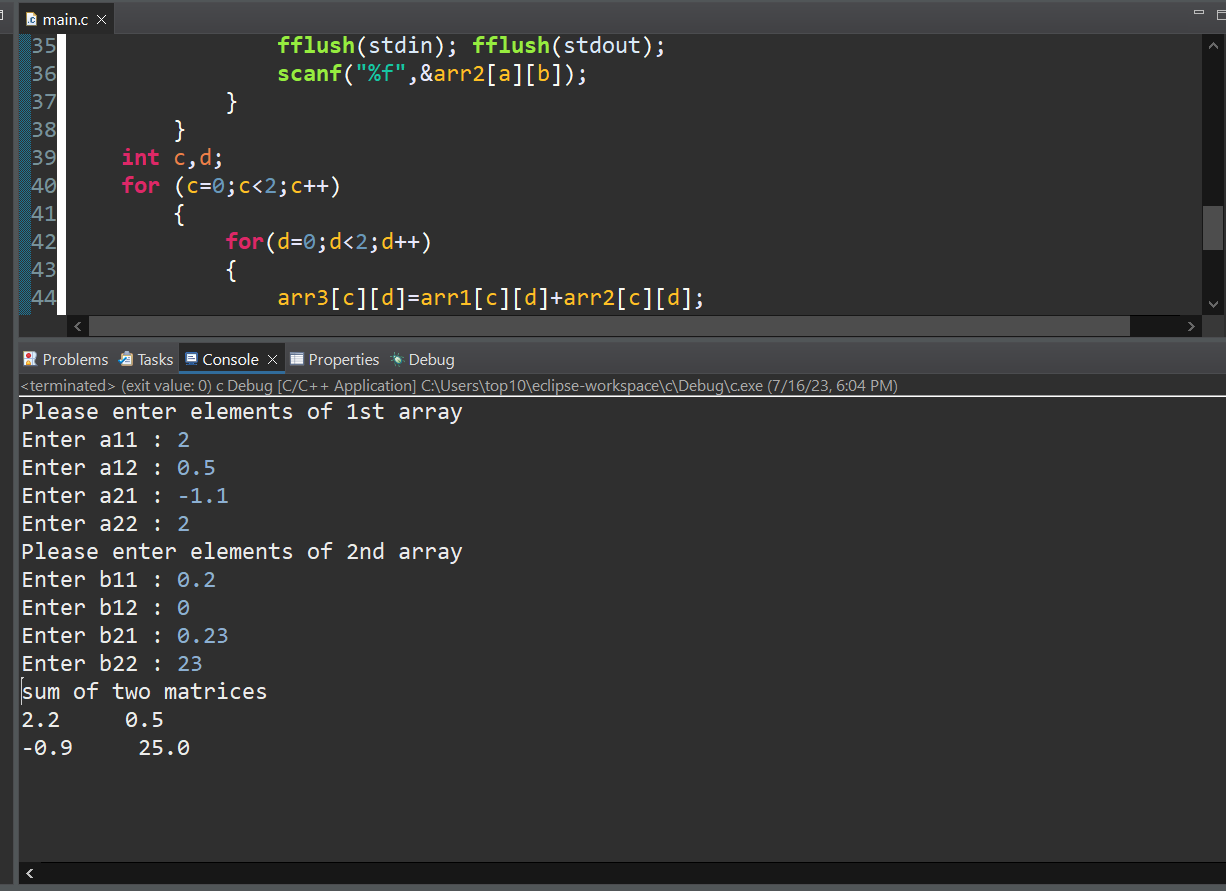 main.c
35 fflush(stdin); fflush(stdout);
36 scanf("%f",&arr2[a][b]);
37 }
38 }
39 int c,d;
40 for (c=0;c<2;c++)
41 {
42 for(d=0;d<2;d++)
43 {
44 arr3[c][d]=arr1[c][d]+arr2[c][d];
Problems Tasks Console Properties Debug
<terminated> (exit value: 0) c Debug [C/C++ Application] C:\Users\top10\eclipse-workspace\c\Debug\c.exe (7/16/23, 6:04 PM)
Please enter elements of 1st array
Enter a11 : 2
Enter a12 : 0.5
Enter a21 : -1.1
Enter a22 : 2
Please enter elements of 2nd array
Enter b11 : 0.2
Enter b12 : 0
Enter b21 : 0.23
Enter b22 : 23
sum of two matrices
2.2 0.5
-0.9 25.0